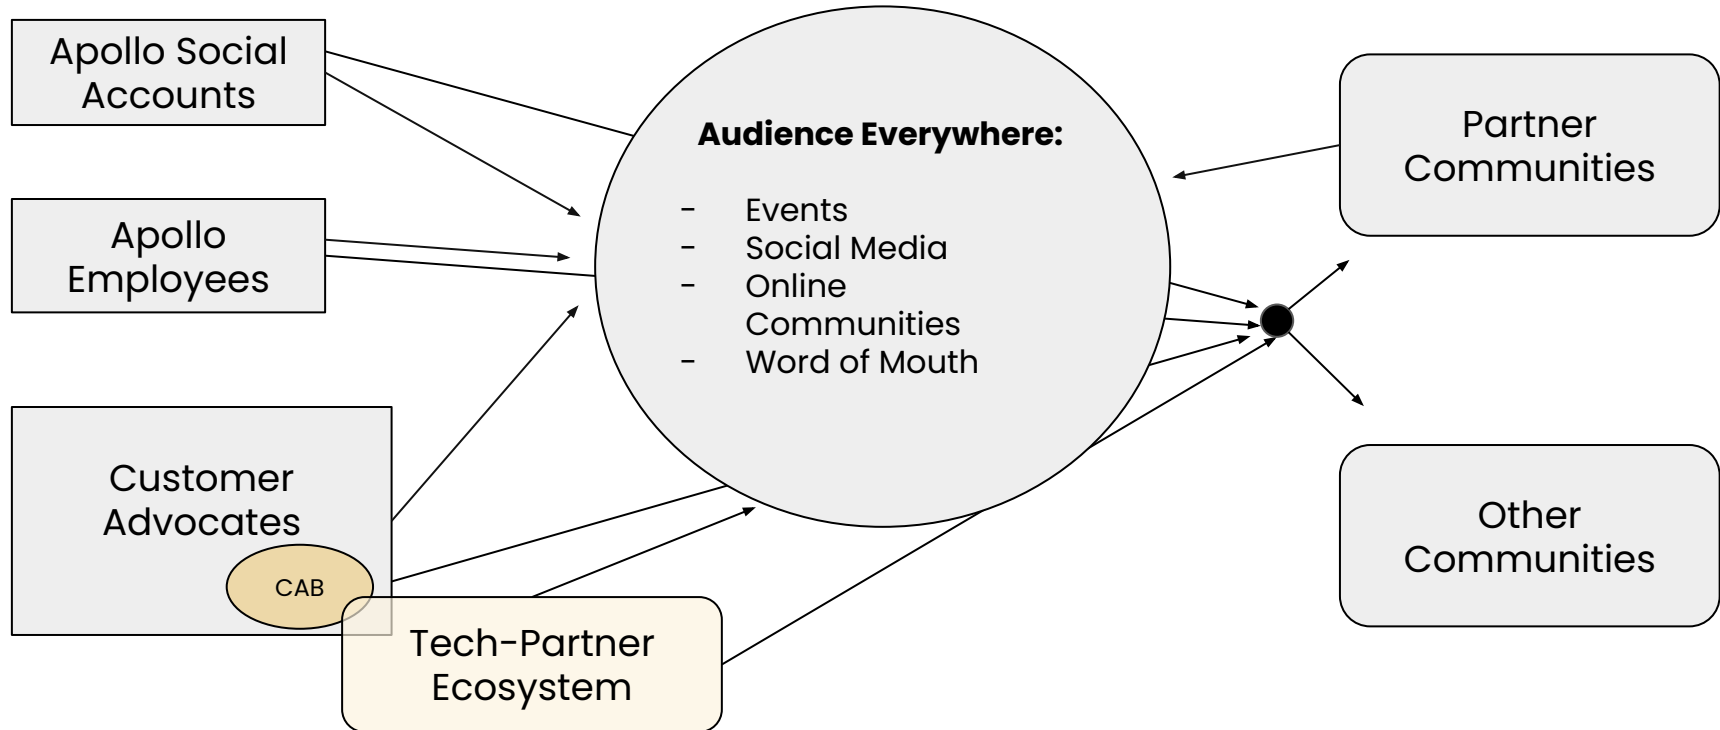 Apollo Social
Accounts
Apollo
Employees
Customer
Advocates
CAB
Tech-Partner
Ecosystem
Audience Everywhere:
- Events
- Social Media
- Online
Communities
- Word of Mouth
Partner
Communities
Other
Communities